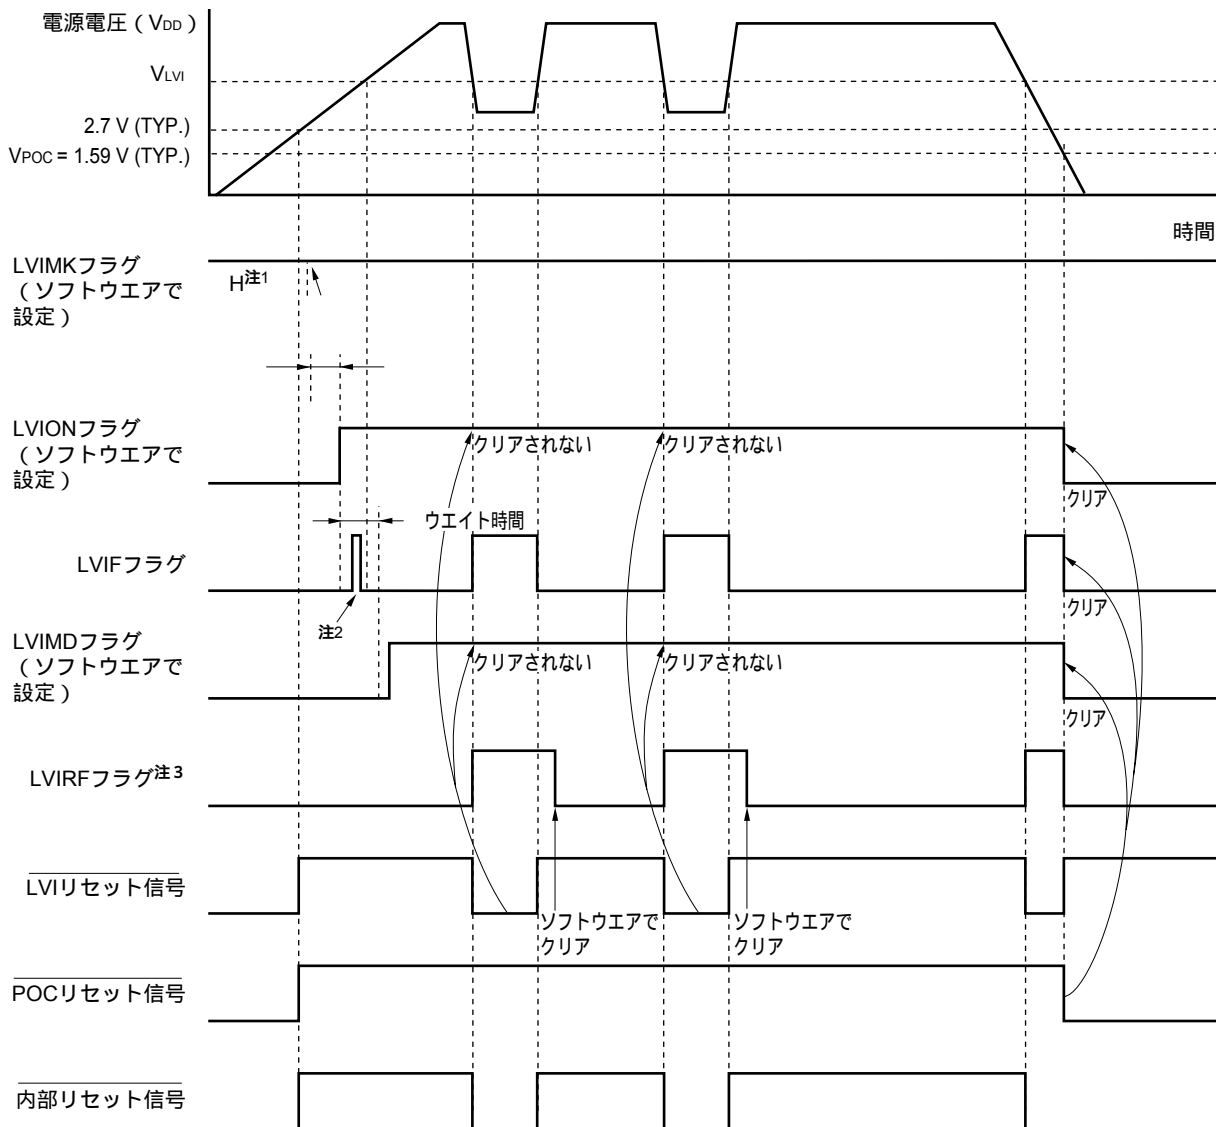 電源電圧（VDD）
VLVI
2.7 V (TYP.)
VPOC = 1.59 V (TYP.)
時間
LVIMKフラグ
（ソフトウエアで
設定）
H注1
LVIONフラグ
（ソフトウエアで
設定）
クリアされない
クリアされない
クリア
ウエイト時間
LVIFフラグ
クリア
注2
LVIMDフラグ
（ソフトウエアで
設定）
クリアされない
クリアされない
クリア
LVIRFフラグ注3
LVIリセット信号
ソフトウエアで
クリア
ソフトウエアで
クリア
POCリセット信号
内部リセット信号